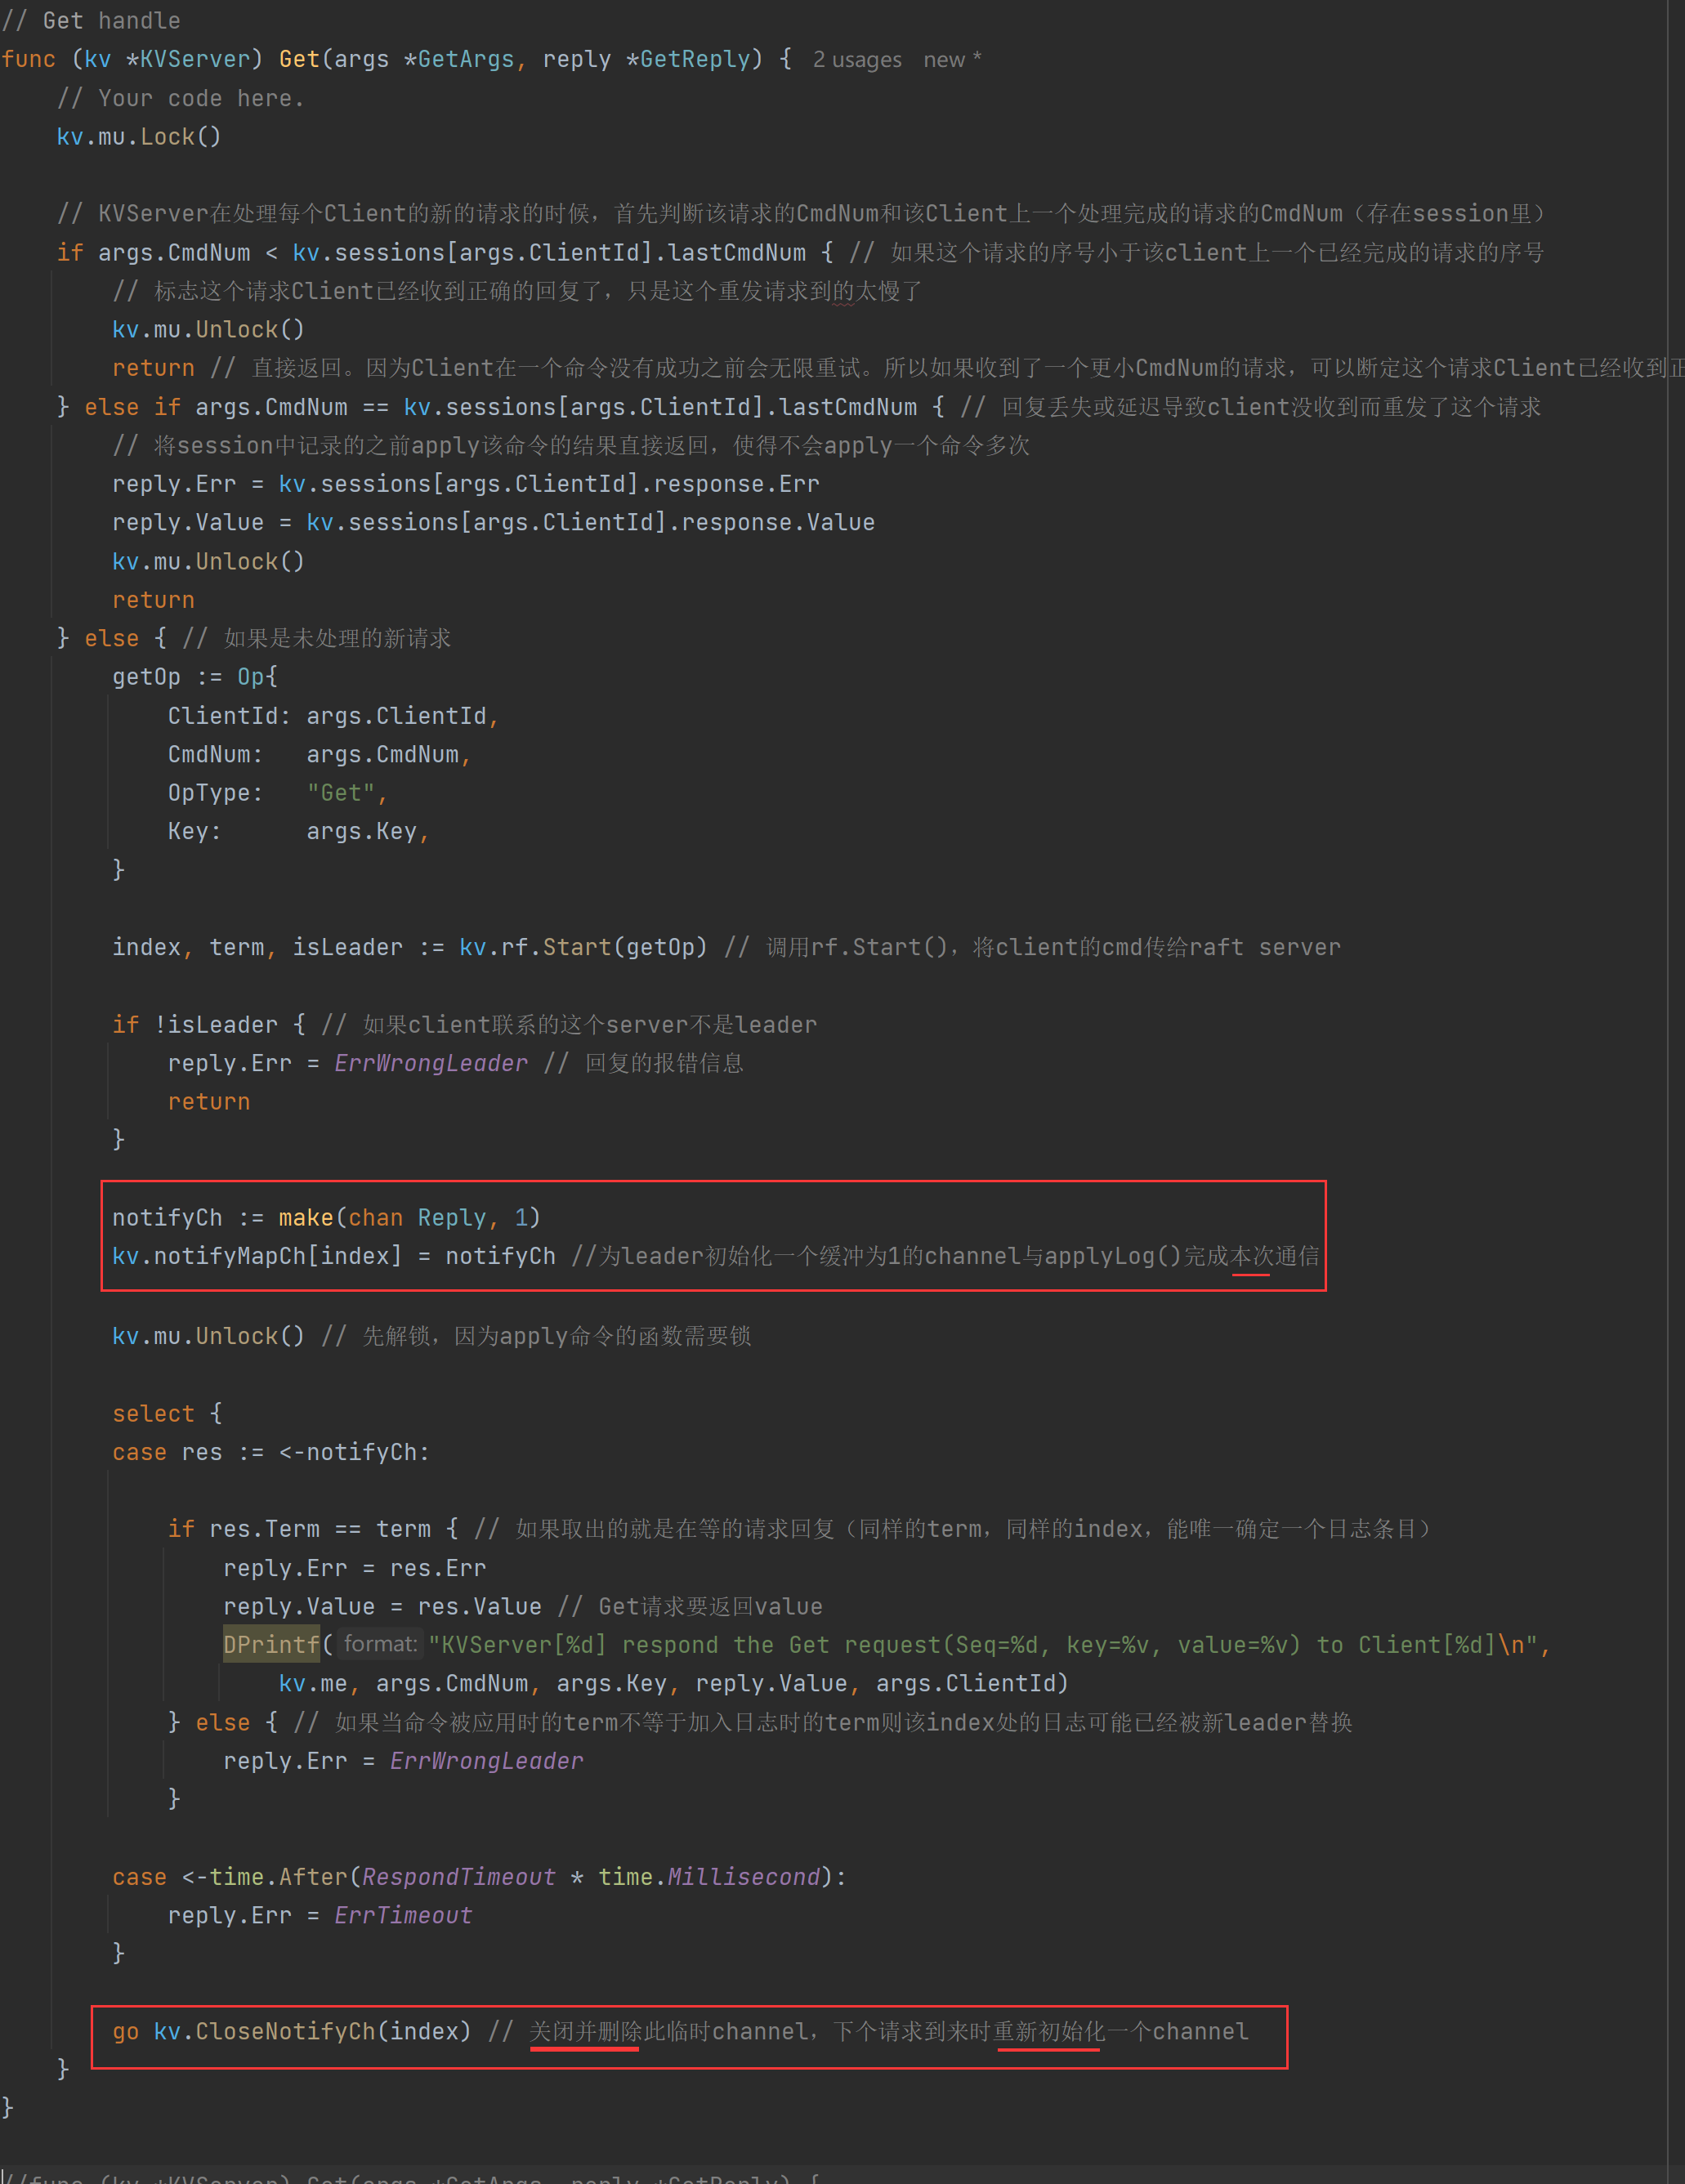 // Get handle
func (kv *KVServer) Get(args *GetArgs, reply *GetReply) { 2 usages new *
// Your code here.
kv.mu.Lock()
// KVServer在处理每个Client的新的请求的时候，首先判断该请求的CmdNum和该Client上一个处理完成的请求的CmdNum（存在session里）
if args.CmdNum < kv.sessions[args.ClientId].lastCmdNum { // 如果这个请求的序号小于该client上一个已经完成的请求的序号
// 标志这个请求Client已经收到正确的回复了，只是这个重发请求到的太慢了
kv.mu.Unlock()
return // 直接返回。因为Client在一个命令没有成功之前会无限重试。所以如果收到了一个更小CmdNum的请求，可以断定这个请求Client已经收到正
} else if args.CmdNum == kv.sessions[args.ClientId].lastCmdNum { // 回复丢失或延迟导致client没收到而重发了这个请求
// 将session中记录的之前apply该命令的结果直接返回，使得不会apply一个命令多次
reply.Err = kv.sessions[args.ClientId].response.Err
reply.Value = kv.sessions[args.ClientId].response.Value
kv.mu.Unlock()
return
} else { // 如果是未处理的新请求
getOp := Op{
ClientId: args.ClientId,
CmdNum: args.CmdNum,
OpType: "Get",
Key: args.Key,
}
index, term, isLeader := kv.rf.Start(getOp) // 调用rf.Start()，将client的cmd传给raft server
if !isLeader { // 如果client联系的这个server不是leader
reply.Err = ErrWrongLeader // 回复的报错信息
return
}
notifyCh := make(chan Reply, 1)
kv.notifyMapCh[index] = notifyCh //为leader初始化一个缓冲为1的channel与applyLog()完成本次通信
kv.mu.Unlock() // 先解锁，因为apply命令的函数需要锁
select {
case res := <-notifyCh:
if res.Term == term { // 如果取出的就是在等的请求回复（同样的term，同样的index，能唯一确定一个日志条目）
reply.Err = res.Err
reply.Value = res.Value // Get请求要返回value
DPrintf( format: "KVServer[%d] respond the Get request(Seq=%d, key=%v, value=%v) to Client[%d]\n",
kv.me, args.CmdNum, args.Key, reply.Value, args.ClientId)
} else { // 如果当命令被应用时的term不等于加入日志时的term则该index处的日志可能已经被新leader替换
reply.Err = ErrWrongLeader
}
case <-time.After(RespondTimeout * time.Millisecond):
reply.Err = ErrTimeout
}
go kv.CloseNotifyCh(index) // 关闭并删除此临时channel，下个请求到来时重新初始化一个channel
}
}
//func (kv *KVServer) Get(args *GetArgs, reply *GetReply) {